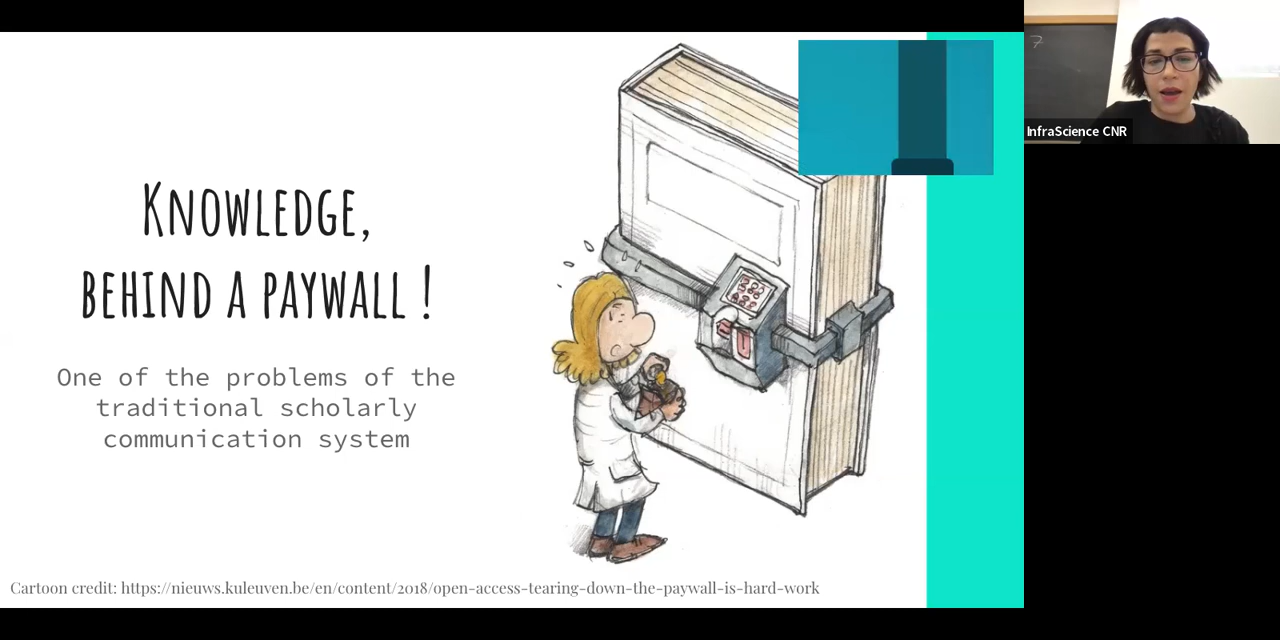 Knowledge,
behind a paywall !
One of the problems of the
traditional scholarly
communication system
Cartoon credit: https://nieuws.kuleuven.be/en/content/2018/open-access-tearing-down-the-paywall-is-hard-work
7
InfraScience CNR